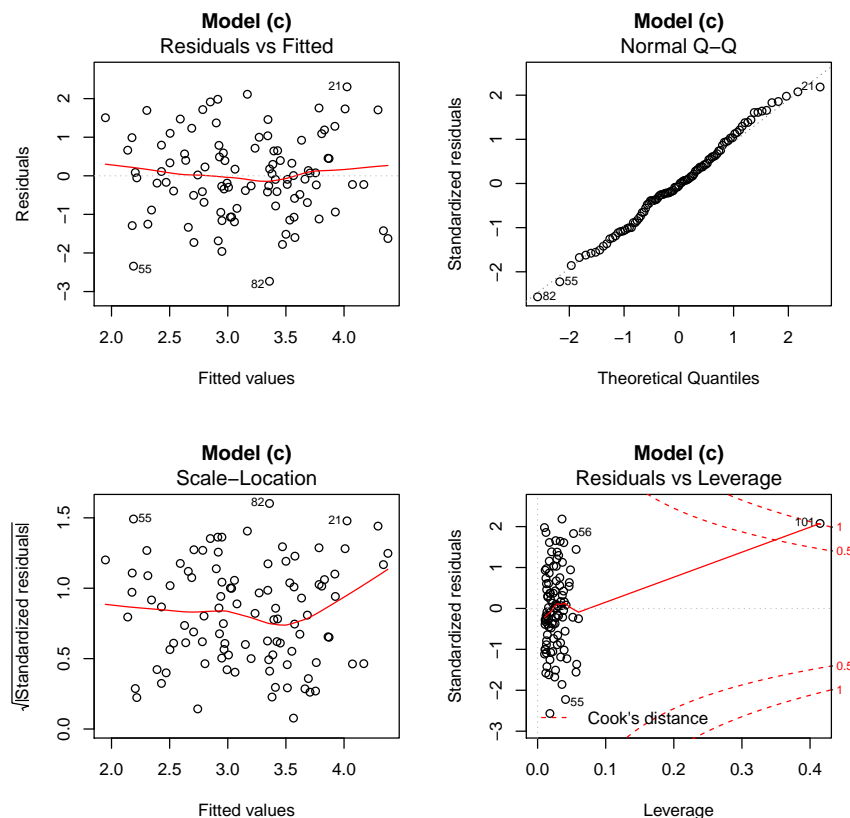 Model (c)
Residuals vs Fitted
Residuals
−3 −2 −1 0 1 2
2.0 2.5 3.0 3.5 4.0
Fitted values
21
55
82
Model (c)
Normal Q−Q
Standardized residuals
−2 −1 0 1 2
−2 −1 0 1 2
Theoretical Quantiles
21
55
82
Model (c)
Scale−Location
√|Standardized residuals|
0.0 0.5 1.0 1.5
2.0 2.5 3.0 3.5 4.0
Fitted values
82
55
21
Model (c)
Residuals vs Leverage
Standardized residuals
−3 −2 −1 0 1 2
0.0 0.1 0.2 0.3 0.4
Leverage
101
56
55
1
0.5
0.5
1
Cook's distance